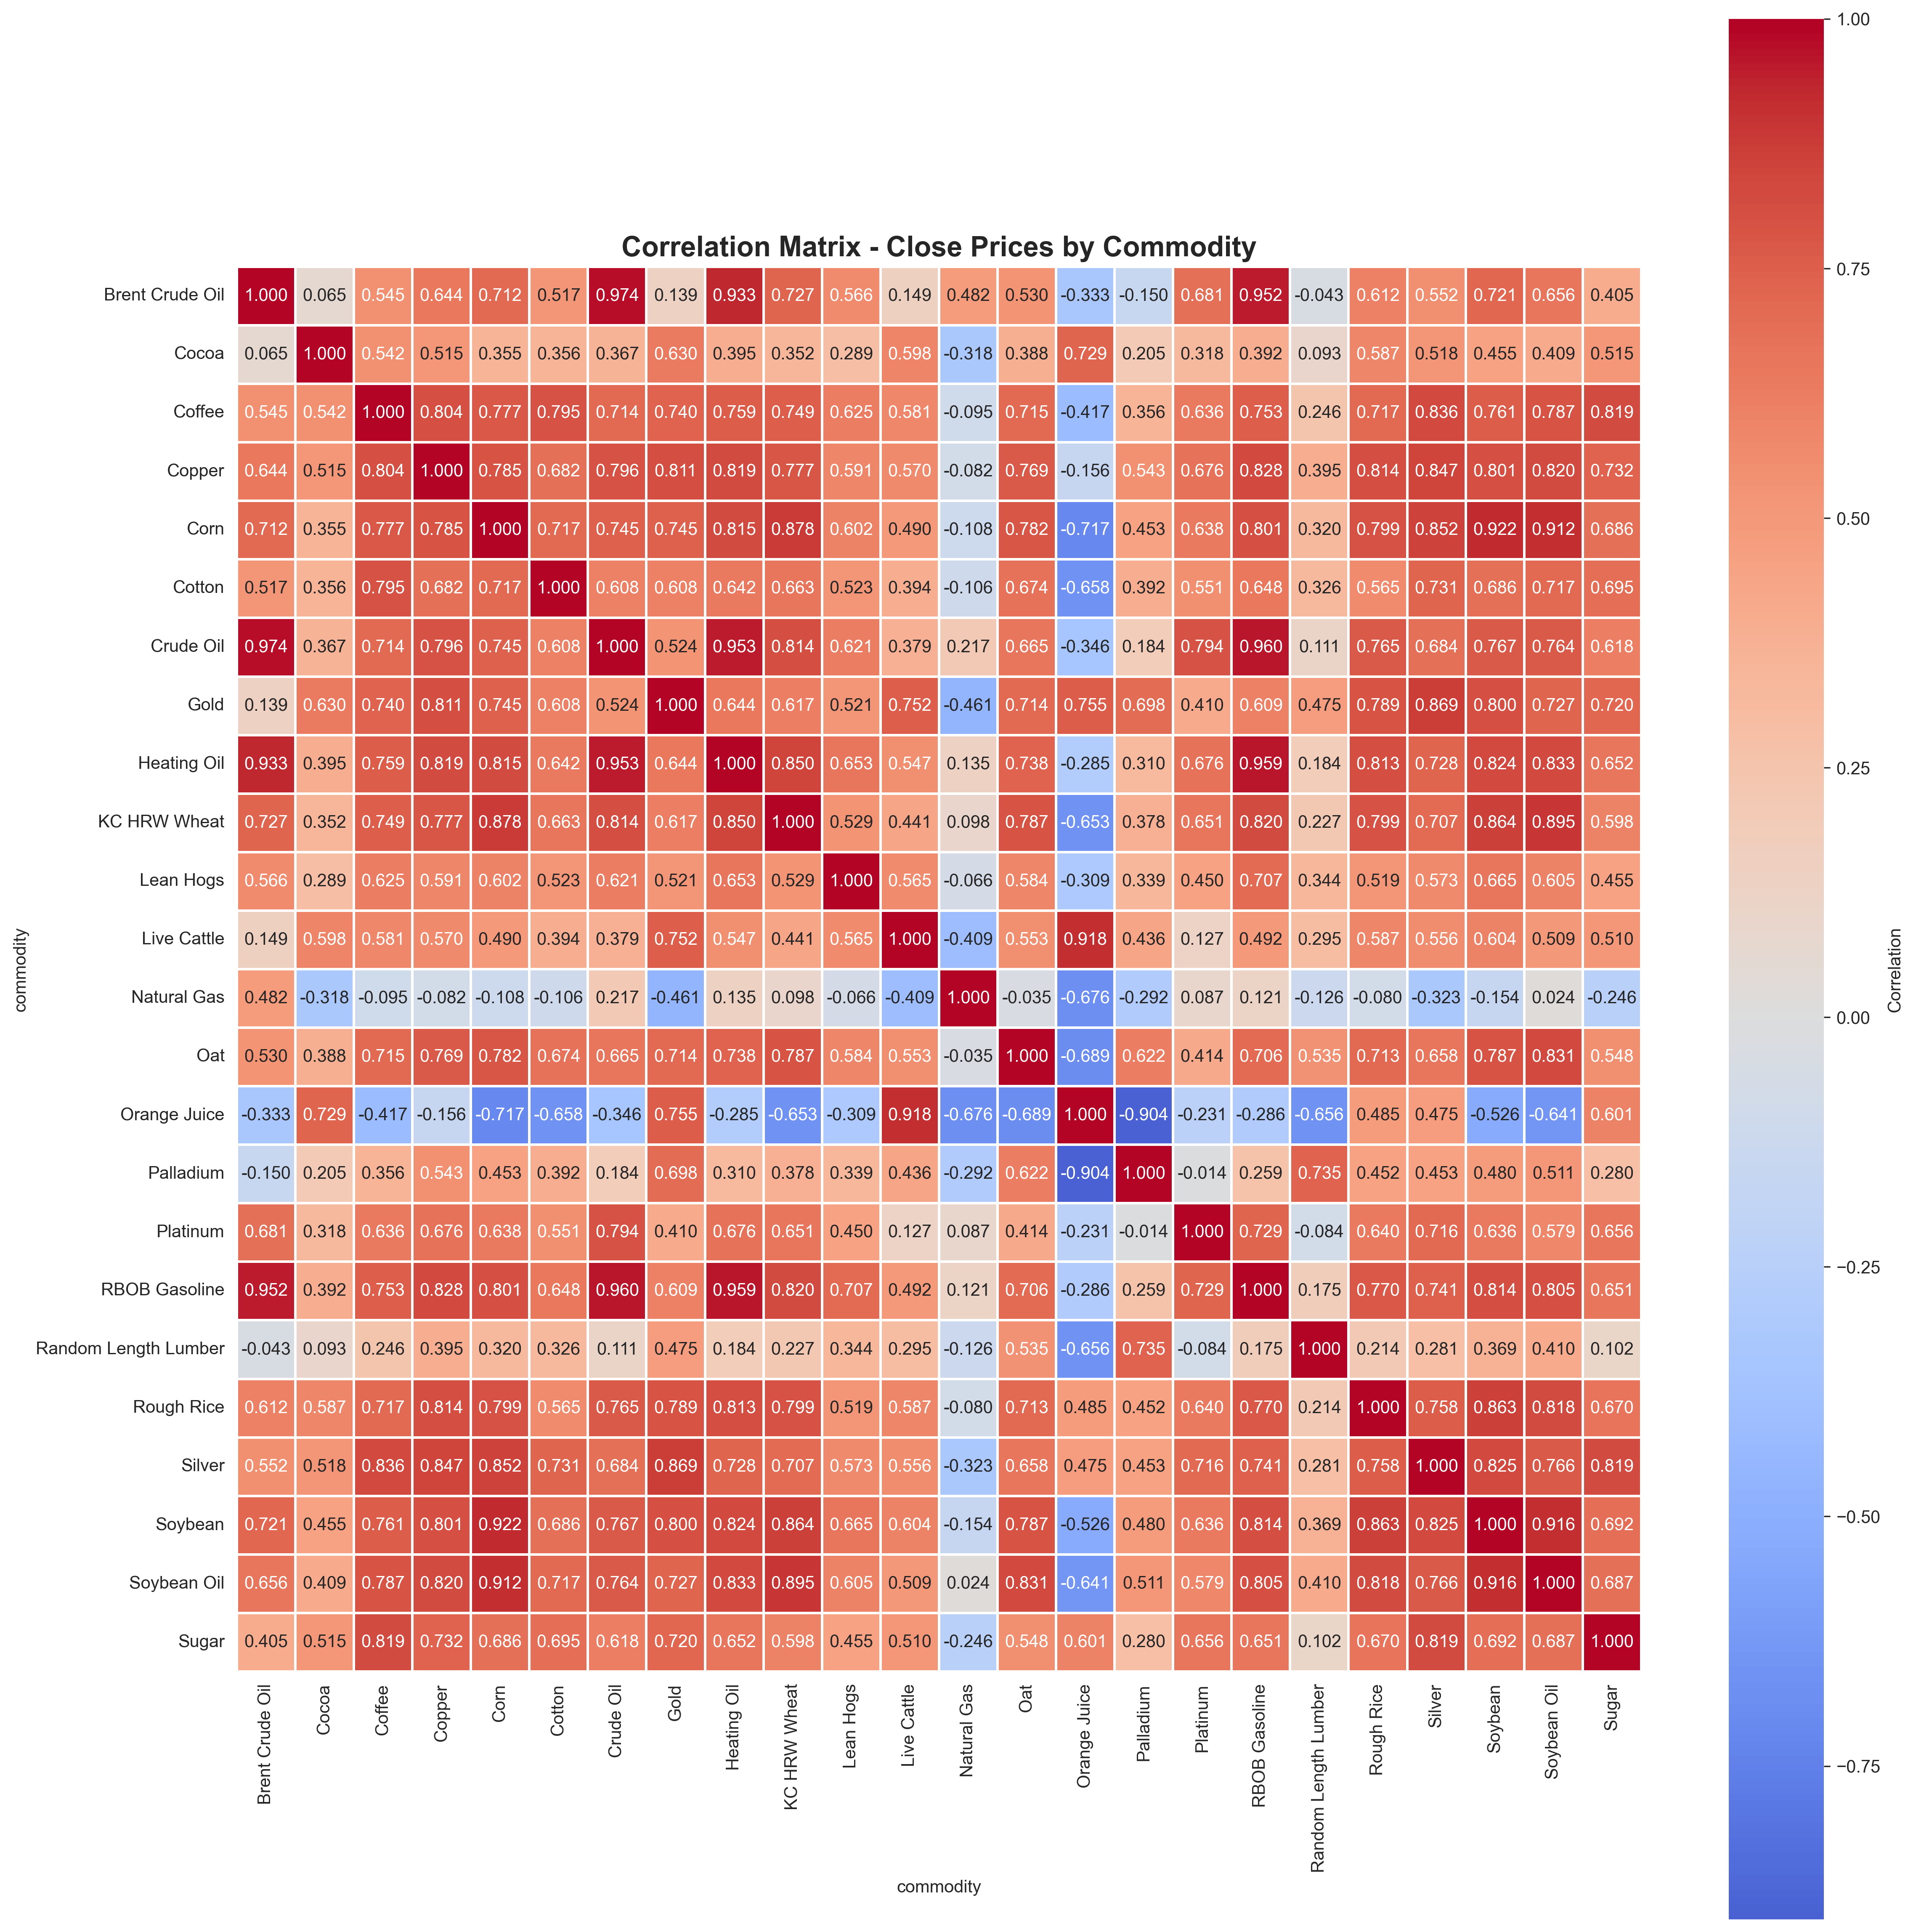 Correlation Matrix - Close Prices by Commodity
Brent Crude Oil 1.000 0.065 0.545 0.644 0.712 0.517 0.974 0.139 0.933 0.727 0.566 0.149 0.482 0.530 -0.333 -0.150 0.681 0.952 -0.043 0.612 0.552 0.721 0.656 0.405
Cocoa 0.065 1.000 0.542 0.515 0.355 0.356 0.367 0.630 0.395 0.352 0.289 0.598 -0.318 0.388 0.729 0.205 0.318 0.392 0.093 0.587 0.518 0.455 0.409 0.515
Coffee 0.545 0.542 1.000 0.804 0.777 0.795 0.714 0.740 0.759 0.749 0.625 0.581 -0.095 0.715 -0.417 0.356 0.636 0.753 0.246 0.717 0.836 0.761 0.787 0.819
Copper 0.644 0.515 0.804 1.000 0.785 0.682 0.796 0.811 0.819 0.777 0.591 0.570 -0.082 0.769 -0.156 0.543 0.676 0.828 0.395 0.814 0.847 0.801 0.820 0.732
Corn 0.712 0.355 0.777 0.785 1.000 0.717 0.745 0.745 0.815 0.878 0.602 0.490 -0.108 0.782 -0.717 0.453 0.638 0.801 0.320 0.799 0.852 0.922 0.912 0.686
Cotton 0.517 0.356 0.795 0.682 0.717 1.000 0.608 0.608 0.642 0.663 0.523 0.394 -0.106 0.674 -0.658 0.392 0.551 0.648 0.326 0.565 0.731 0.686 0.717 0.695
Crude Oil 0.974 0.367 0.714 0.796 0.745 0.608 1.000 0.524 0.953 0.814 0.621 0.379 0.217 0.665 -0.346 0.184 0.794 0.960 0.111 0.765 0.684 0.767 0.764 0.618
Gold 0.139 0.630 0.740 0.811 0.745 0.608 0.524 1.000 0.644 0.617 0.521 0.752 -0.461 0.714 0.755 0.698 0.410 0.609 0.475 0.789 0.869 0.800 0.727 0.720
Heating Oil 0.933 0.395 0.759 0.819 0.815 0.642 0.953 0.644 1.000 0.850 0.653 0.547 0.135 0.738 -0.285 0.310 0.676 0.959 0.184 0.813 0.728 0.824 0.833 0.652
KC HRW Wheat 0.727 0.352 0.749 0.777 0.878 0.663 0.814 0.617 0.850 1.000 0.529 0.441 0.098 0.787 -0.653 0.378 0.651 0.820 0.227 0.799 0.707 0.864 0.895 0.598
Lean Hogs 0.566 0.289 0.625 0.591 0.602 0.523 0.621 0.521 0.653 0.529 1.000 0.565 -0.066 0.584 -0.309 0.339 0.450 0.707 0.344 0.519 0.573 0.665 0.605 0.455
Live Cattle 0.149 0.598 0.581 0.570 0.490 0.394 0.379 0.752 0.547 0.441 0.565 1.000 -0.409 0.553 0.918 0.436 0.127 0.492 0.295 0.587 0.556 0.604 0.509 0.510
Natural Gas 0.482 -0.318 -0.095 -0.082 -0.108 -0.106 0.217 -0.461 0.135 0.098 -0.066 -0.409 1.000 -0.035 -0.676 -0.292 0.087 0.121 -0.126 -0.080 -0.323 -0.154 0.024 -0.246
Oat 0.530 0.388 0.715 0.769 0.782 0.674 0.665 0.714 0.738 0.787 0.584 0.553 -0.035 1.000 -0.689 0.622 0.414 0.706 0.535 0.713 0.658 0.787 0.831 0.548
Orange Juice -0.333 0.729 -0.417 -0.156 -0.717 -0.658 -0.346 0.755 -0.285 -0.653 -0.309 0.918 -0.676 -0.689 1.000 -0.904 -0.231 -0.286 -0.656 0.485 0.475 -0.526 -0.641 0.601
Palladium -0.150 0.205 0.356 0.543 0.453 0.392 0.184 0.698 0.310 0.378 0.339 0.436 -0.292 0.622 -0.904 1.000 -0.014 0.259 0.735 0.452 0.453 0.480 0.511 0.280
Platinum 0.681 0.318 0.636 0.676 0.638 0.551 0.794 0.410 0.676 0.651 0.450 0.127 0.087 0.414 -0.231 -0.014 1.000 0.729 -0.084 0.640 0.716 0.636 0.579 0.656
RBOB Gasoline 0.952 0.392 0.753 0.828 0.801 0.648 0.960 0.609 0.959 0.820 0.707 0.492 0.121 0.706 -0.286 0.259 0.729 1.000 0.175 0.770 0.741 0.814 0.805 0.651
Random Length Lumber -0.043 0.093 0.246 0.395 0.320 0.326 0.111 0.475 0.184 0.227 0.344 0.295 -0.126 0.535 -0.656 0.735 -0.084 0.175 1.000 0.214 0.281 0.369 0.410 0.102
Rough Rice 0.612 0.587 0.717 0.814 0.799 0.565 0.765 0.789 0.813 0.799 0.519 0.587 -0.080 0.713 0.485 0.452 0.640 0.770 0.214 1.000 0.758 0.863 0.818 0.670
Silver 0.552 0.518 0.836 0.847 0.852 0.731 0.684 0.869 0.728 0.707 0.573 0.556 -0.323 0.658 0.475 0.453 0.716 0.741 0.281 0.758 1.000 0.825 0.766 0.819
Soybean 0.721 0.455 0.761 0.801 0.922 0.686 0.767 0.800 0.824 0.864 0.665 0.604 -0.154 0.787 -0.526 0.480 0.636 0.814 0.369 0.863 0.825 1.000 0.916 0.692
Soybean Oil 0.656 0.409 0.787 0.820 0.912 0.717 0.764 0.727 0.833 0.895 0.605 0.509 0.024 0.831 -0.641 0.511 0.579 0.805 0.410 0.818 0.766 0.916 1.000 0.687
Sugar 0.405 0.515 0.819 0.732 0.686 0.695 0.618 0.720 0.652 0.598 0.455 0.510 -0.246 0.548 0.601 0.280 0.656 0.651 0.102 0.670 0.819 0.692 0.687 1.000
Brent Crude Oil
Cocoa
Coffee
Copper
Corn
Cotton
Crude Oil
Gold
Heating Oil
KC HRW Wheat
Lean Hogs
Live Cattle
Natural Gas
Oat
Orange Juice
Palladium
Platinum
RBOB Gasoline
Random Length Lumber
Rough Rice
Silver
Soybean
Soybean Oil
Sugar
commodity
commodity
1.00
0.75
0.50
0.25
0.00
−0.25
−0.50
−0.75
Correlation